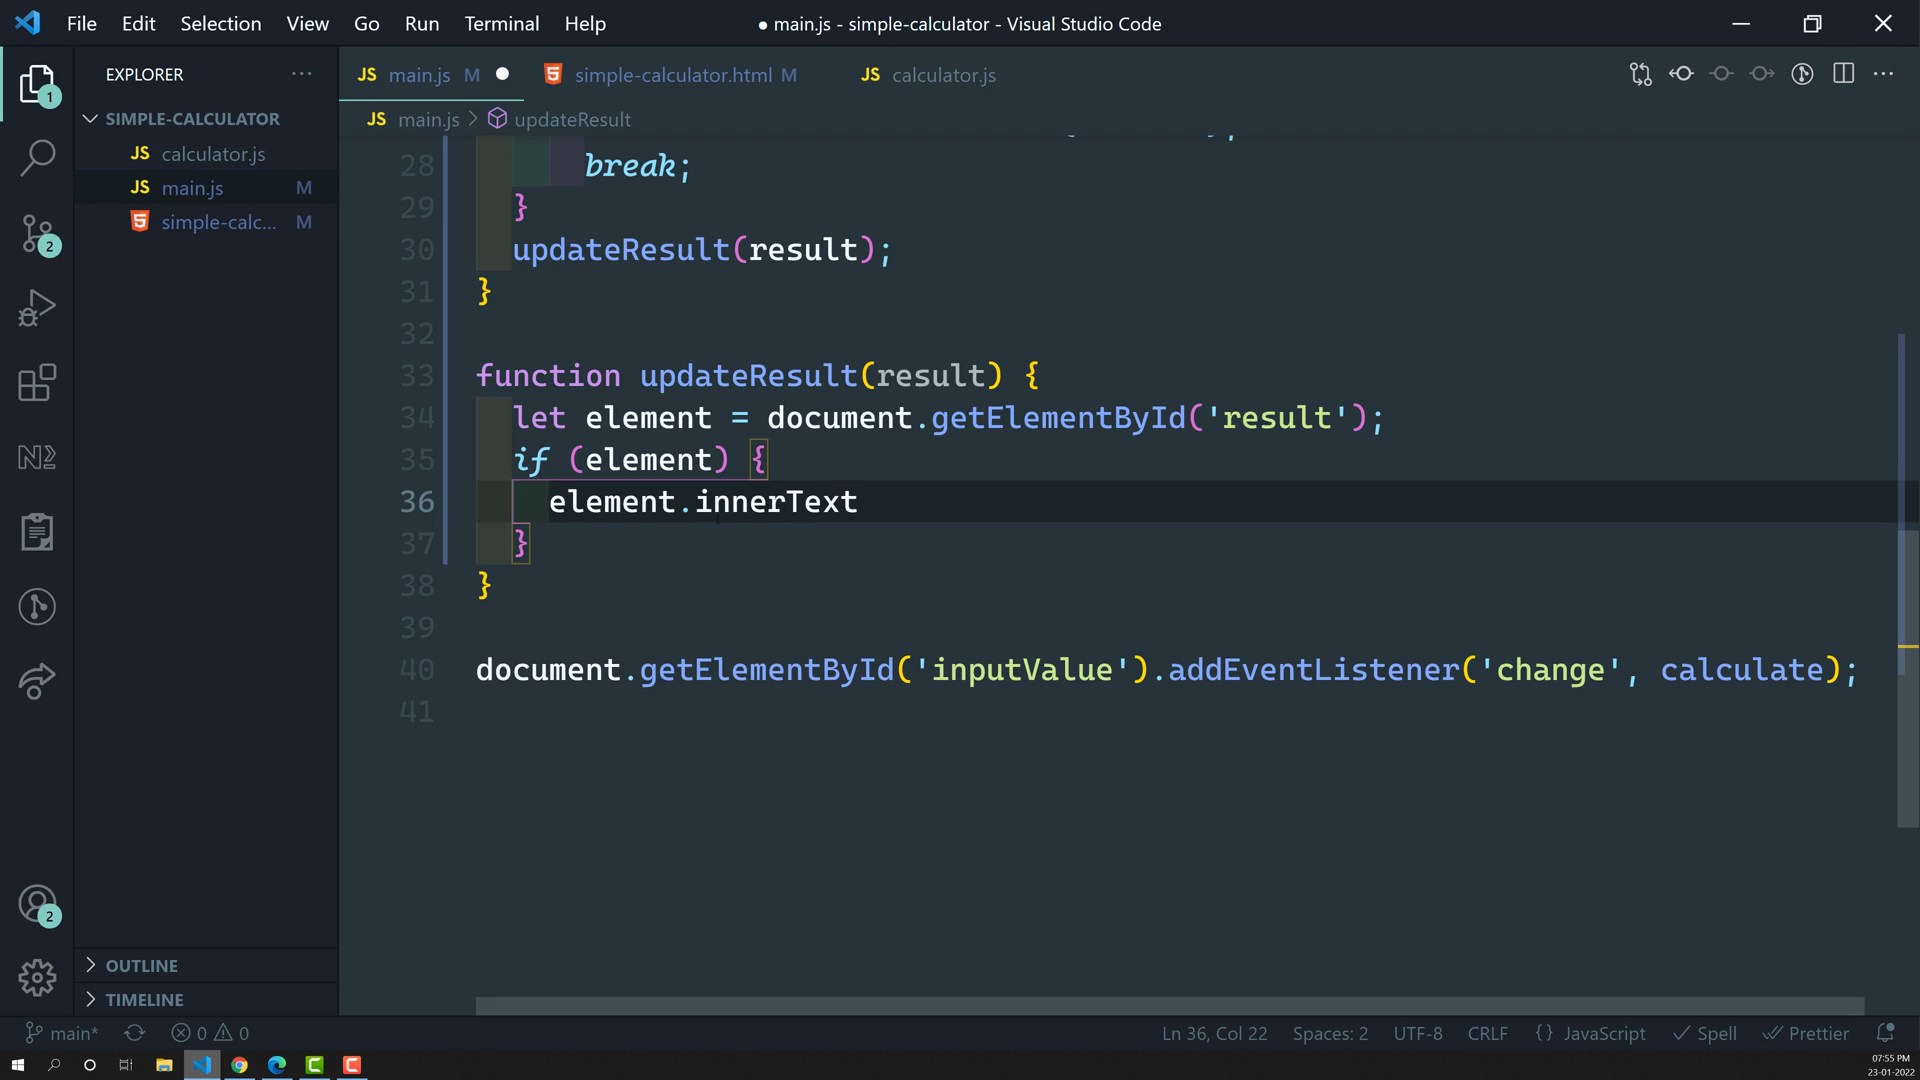 File Edit Selection View Go Run Terminal Help
● main.js - simple-calculator - Visual Studio Code
EXPLORER ···
JS main.js M ●
simple-calculator.html M
JS calculator.js
SIMPLE-CALCULATOR
JS main.js > updateResult
JS calculator.js
JS main.js M
simple-calc... M
28 break;
29 }
30 updateResult(result);
31 }
32
33 function updateResult(result) {
34 let element = document.getElementById('result');
35 if (element) {
36 element.innerText
37 }
38 }
39
40 document.getElementById('inputValue').addEventListener('change', calculate);
41
1
2
2
OUTLINE
TIMELINE
main* 0 0
Ln 36, Col 22 Spaces: 2 UTF-8 CRLF {} JavaScript Spell Prettier
07:55 PM
23-01-2022